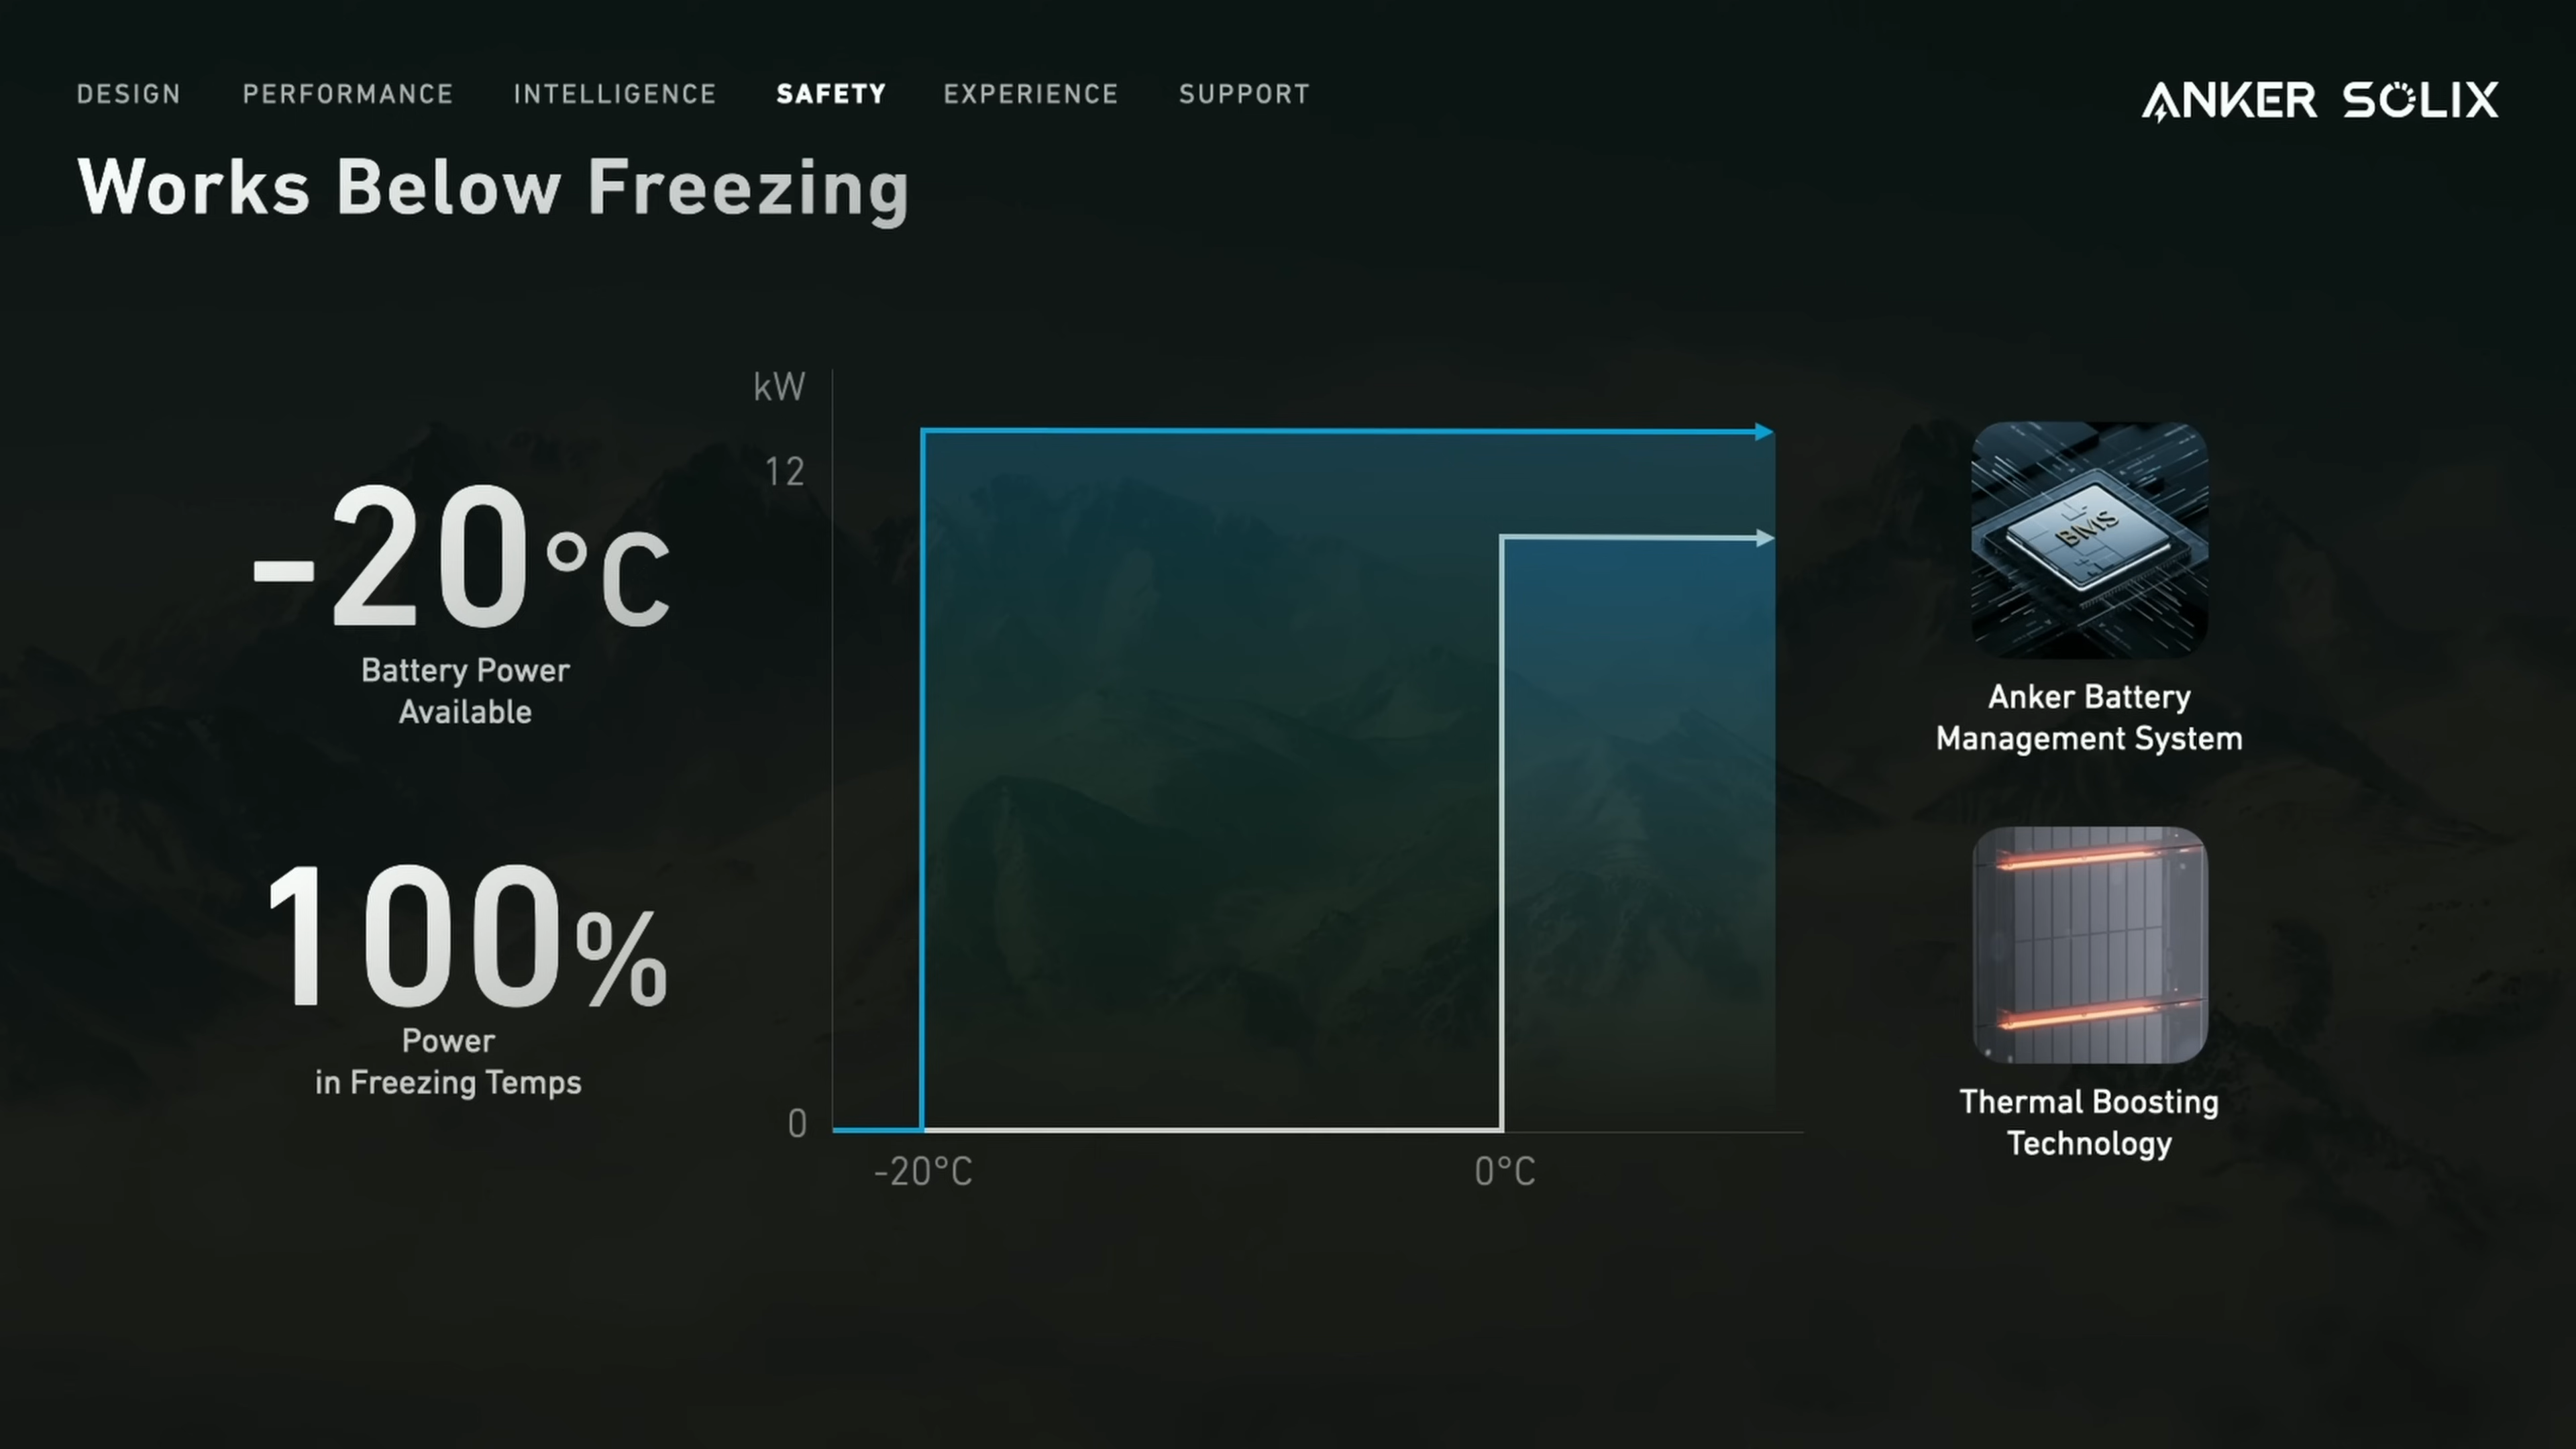 DESIGN PERFORMANCE INTELLIGENCE SAFETY EXPERIENCE SUPPORT
ANKER SOLIX
Works Below Freezing
-20°C
Battery Power
Available
100%
Power
in Freezing Temps
kW
12
0
-20°C
0°C
BMS
Anker Battery
Management System
Thermal Boosting
Technology